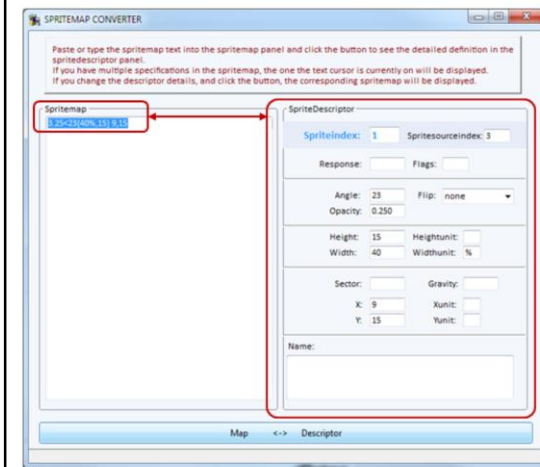 SPRITEMAP CONVERTER
Paste or type the spritemap text into the spritemap panel and click the button to see the detailed definition in the
spritedescriptor panel.
If you have multiple specifications in the spritemap, the one the text cursor is currently on will be displayed.
If you change the descriptor details, and click the button, the corresponding spritemap will be displayed.
Spritemap
3.25<23(40%,15) 9,15
SpriteDescriptor
Spriteindex: 1 Spritesourceindex: 3
Response: Flags:
Angle: 23 Flip: none
Opacity: 0.250
Height: 15 Heightunit:
Width: 40 Widthunit: %
Sector: Gravity:
X: 9 Xunit:
Y: 15 Yunit:
Name:
Map <-> Descriptor